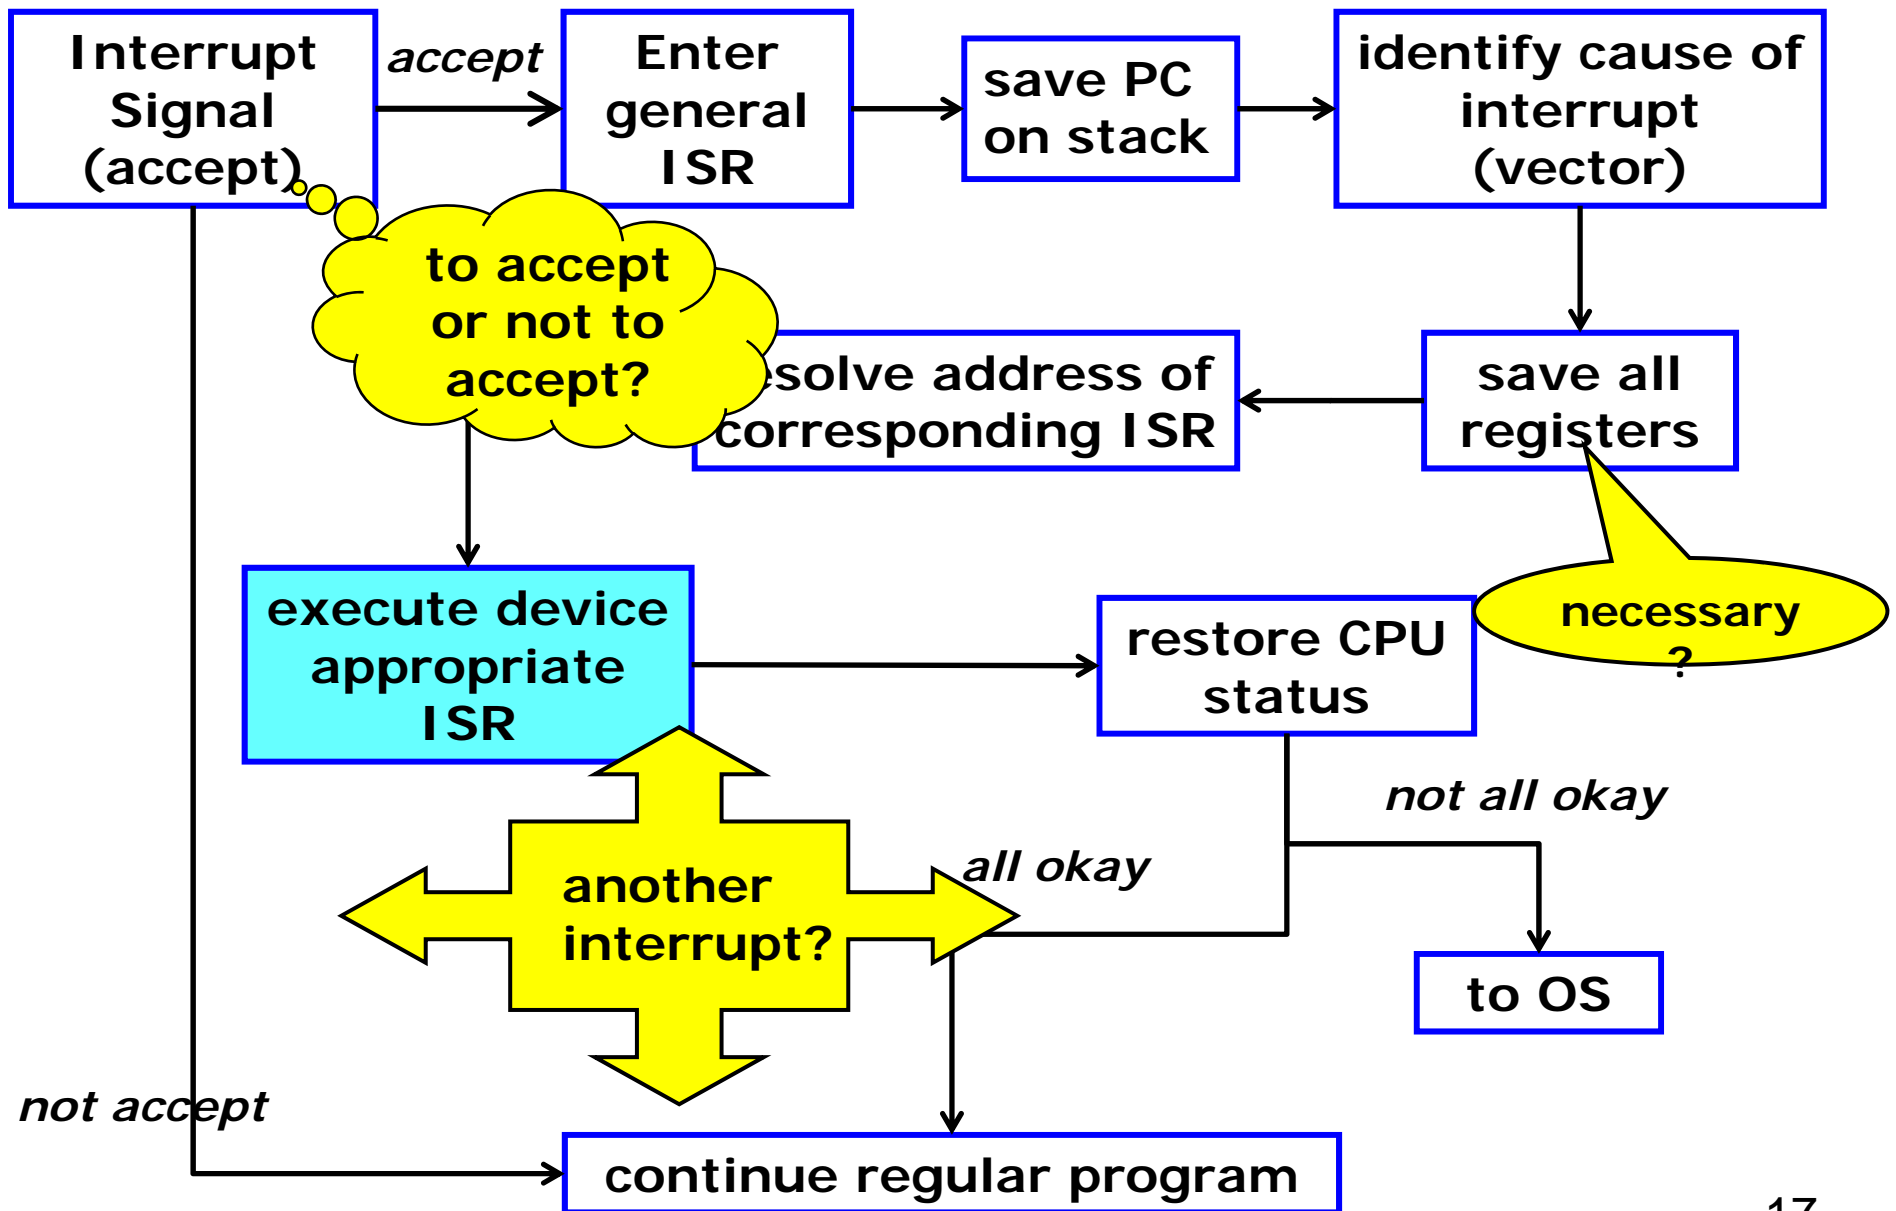 Interrupt
Signal
(accept)
accept
Enter
general
ISR
save PC
on stack
identify cause of
interrupt
(vector)
to accept
or not to
accept?
esolve address of
corresponding ISR
save all
registers
necessary
?
execute device
appropriate
ISR
restore CPU
status
not all okay
all okay
another
interrupt?
to OS
not accept
continue regular program
17